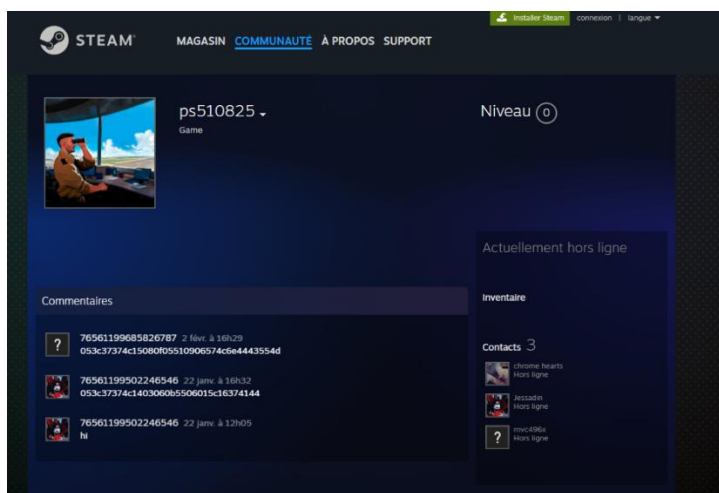 Installer Steam connexion | langue
STEAM MAGASIN COMMUNAUTÉ À PROPOS SUPPORT
ps510825
Game
Niveau 0
Actuellement hors ligne
Inventaire
Commentaires
76561199685826787 2 févr. à 16h29
053c37374c15080f05510906574c6e4443554d
76561199502246546 22 janv. à 16h32
053c37374c1403060b5506015c16374144
76561199502246546 22 janv. à 12h05
hi
Contacts 3
chrome hearts
Hors ligne
Jessadin
Hors ligne
mvc496x
Hors ligne